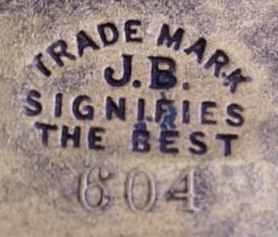 TRADE MARK
J.B.
SIGNIFIES
THE BEST
604